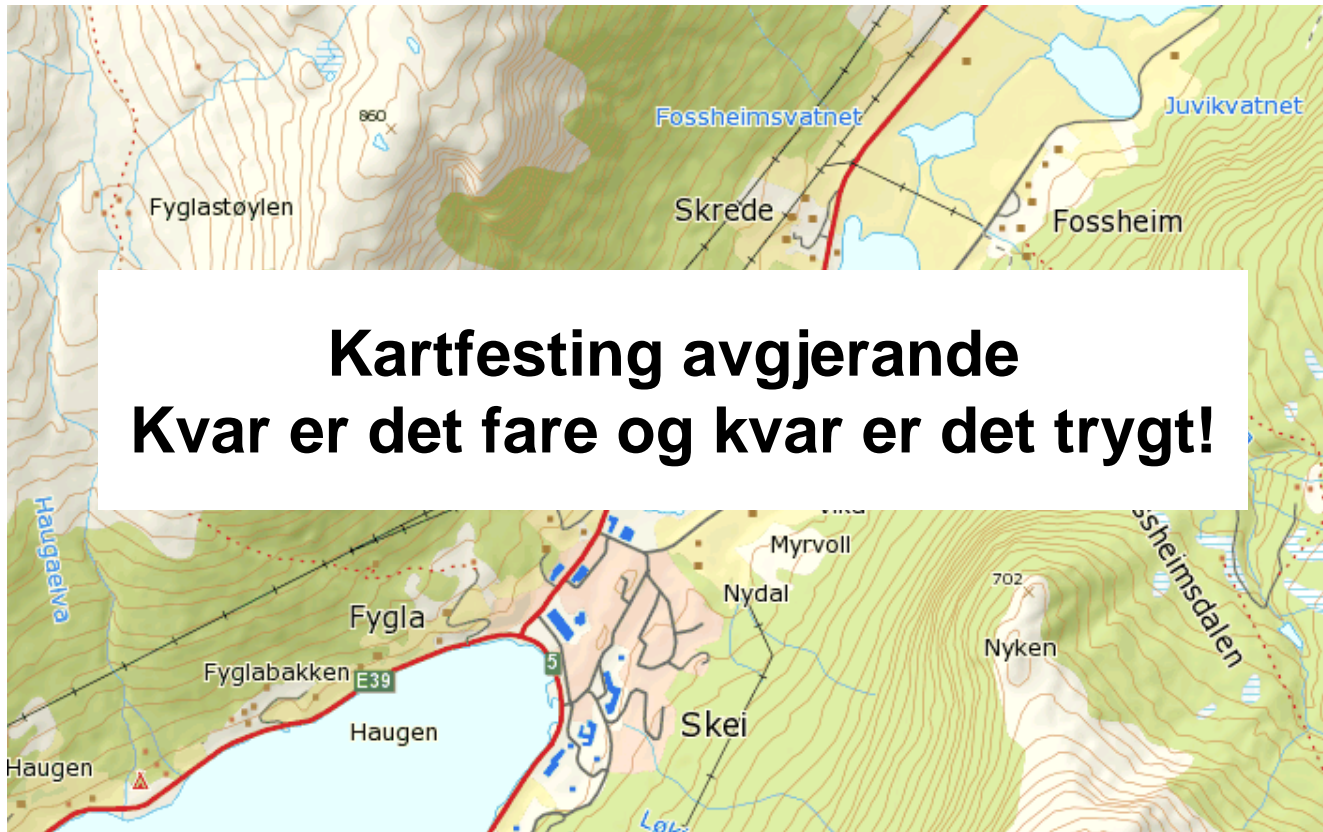 860
Fossheimsvatnet
Juvikvatnet
Fyglastøylen
Skrede
Fossheim
Kartfesting avgjerande
Kvar er det fare og kvar er det trygt!
Haugaelva
Myrvoll
702
Nydal
Fygla
Nyken
Fyglabakken
E39
5
Haugen
Skei
Haugen